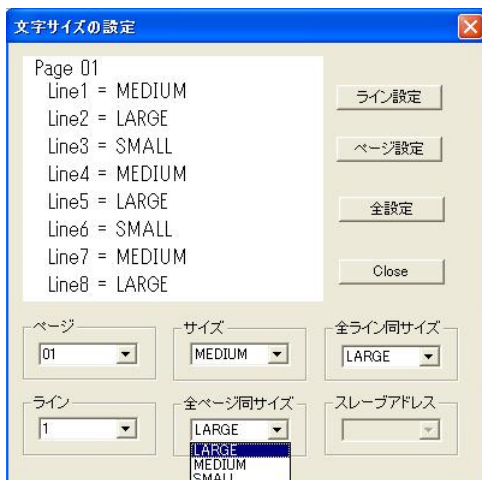 文字サイズの設定
Page 01
Line1 = MEDIUM
Line2 = LARGE
Line3 = SMALL
Line4 = MEDIUM
Line5 = LARGE
Line6 = SMALL
Line7 = MEDIUM
Line8 = LARGE
ライン設定
ページ設定
全設定
Close
ページ
サイズ
全ライン同サイズ
01
MEDIUM
LARGE
ライン
全ページ同サイズ
スレーブアドレス
1
LARGE
LARGE
MEDIUM
SMALL